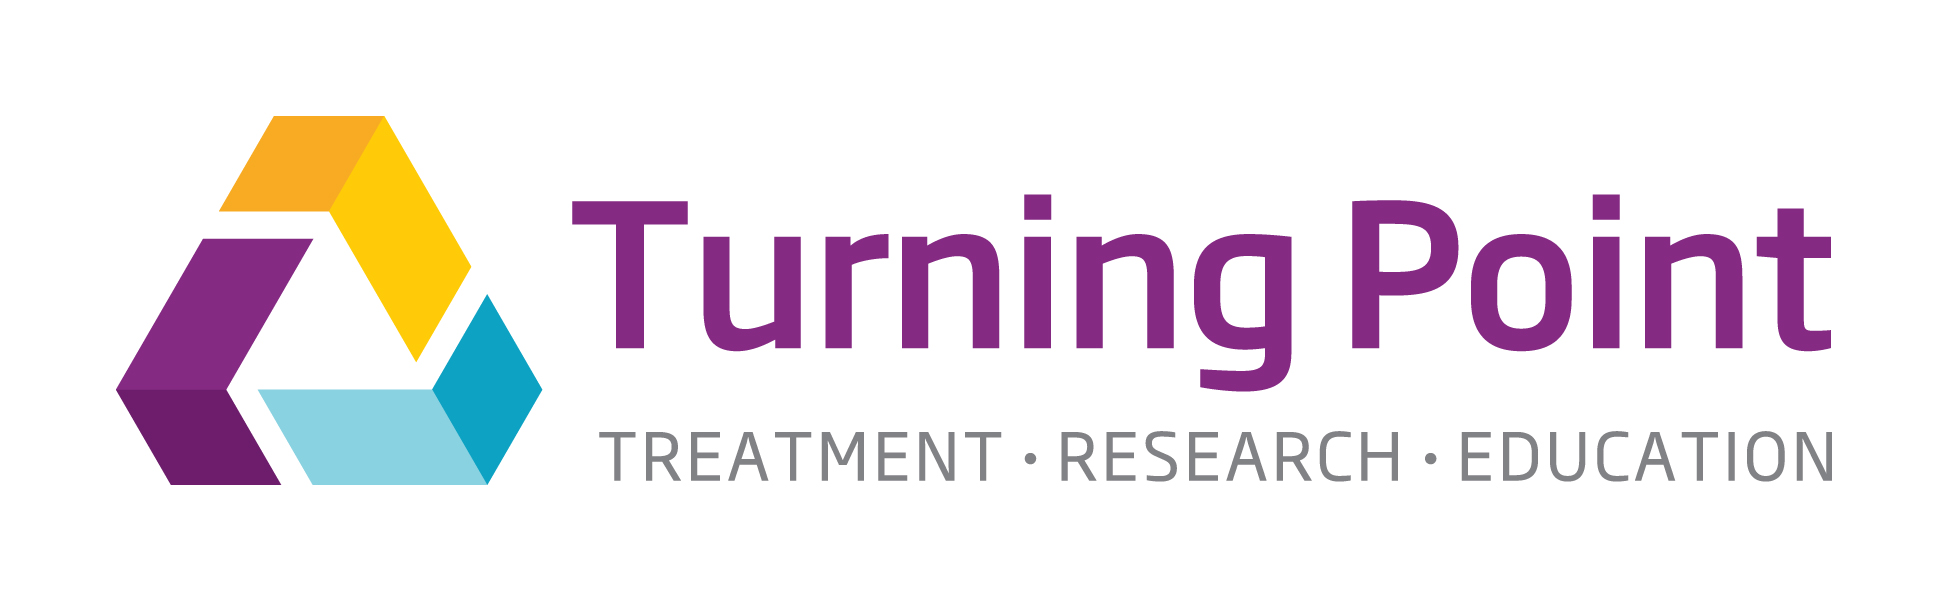 Turning Point
TREATMENT · RESEARCH · EDUCATION